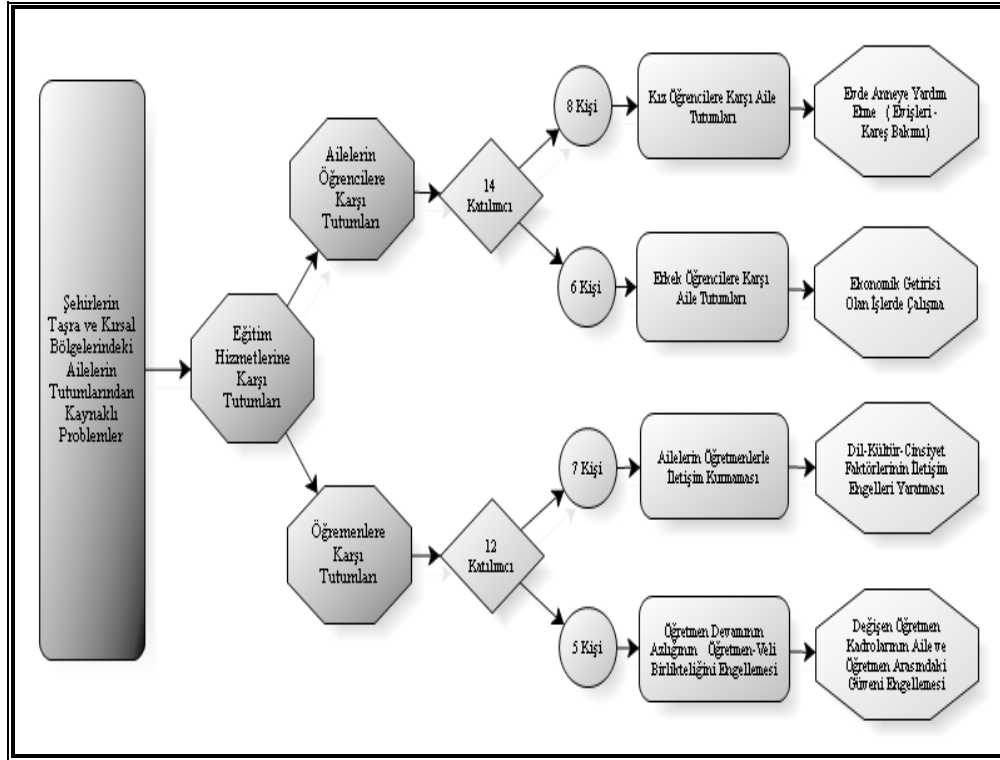 Şehirlerin
Taşra ve Kırsal
Bölgelerindeki
Ailelerin
Tutumlarından
Kaynaklı
Problemler
Eğitim
Hizmetlerine
Karşı
Tutumları
Ailelerin
Öğrencilere
Karşı
Tutumları
14
Katılımcı
8 Kişi
Kız Öğrencilere Karşı Aile
Tutumları
Evde Anneye Yardım
Etme ( Evişleri -
Kareş Bakımı)
6 Kişi
Erkek Öğrencilere Karşı
Aile Tutumları
Ekonomik Getirisi
Olan İşlerde Çalışma
Öğremenlere
Karşı
Tutumları
12
Katılımcı
7 Kişi
Ailelerin Öğretmenlerle
İletişim Kurmaması
Dil-Kültür-Cinsiyet
Faktörlerinin İletişim
Engelleri Yaratması
5 Kişi
Öğretmen Devamının
Azlığının Öğretmen-Veli
Birlikteliğini Engellemesi
Değişen Öğretmen
Kadrolarının Aile ve
Öğretmen Arasındaki
Güveni Engellemesi